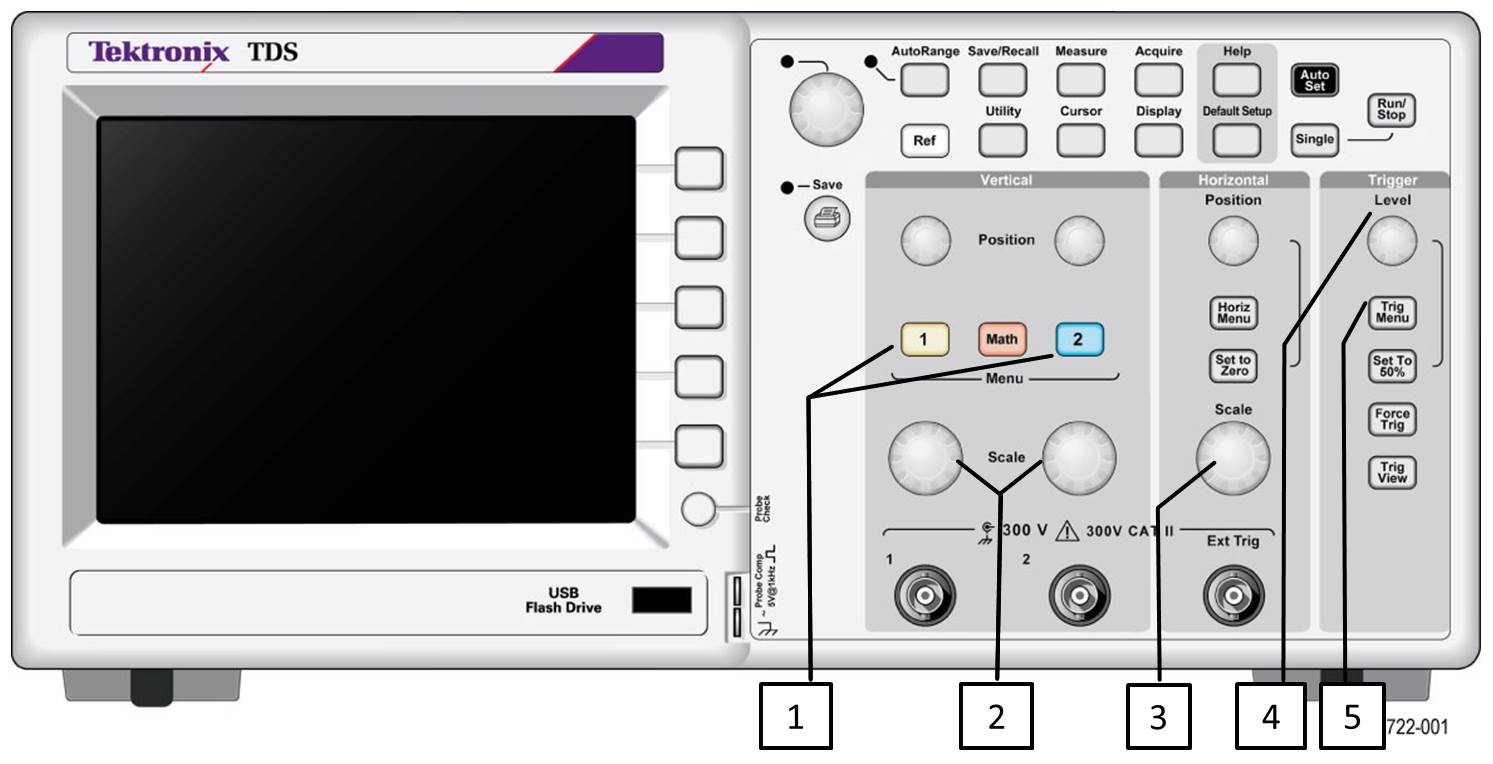 Tektronix TDS
AutoRange Save/Recall Measure Acquire Help
Auto
Set
Run/
Stop
Utility Cursor Display Default Setup
Ref
Single
Save
Vertical Horizontal Trigger
Position Level
Position
Horiz
Menu
Trig
Menu
1 Math 2
Set to
Zero
Set To
50%
Menu
Scale
Force
Trig
Scale
Trig
View
Probe
Check
300 V 300V CAT II
Ext Trig
1 2
~ Probe Comp
5V@1kHz
USB
Flash Drive
1 2 3 4 5
722-001